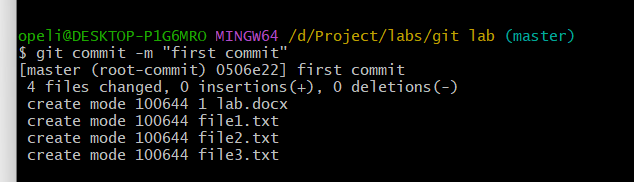 opeli@DESKTOP-P1G6MRO MINGW64 /d/Project/labs/git lab (master)
$ git commit -m "first commit"
[master (root-commit) 0506e22] first commit
 4 files changed, 0 insertions(+), 0 deletions(-)
 create mode 100644 1 lab.docx
 create mode 100644 file1.txt
 create mode 100644 file2.txt
 create mode 100644 file3.txt